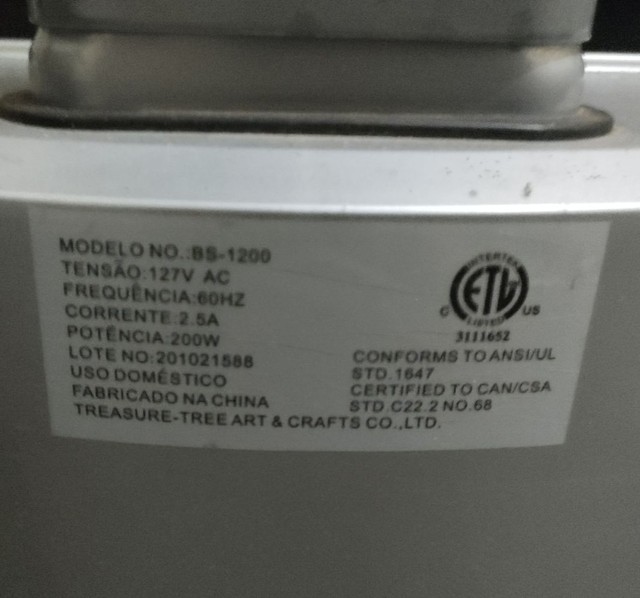 MODELO NO.:BS-1200
TENSÃO:127V AC
FREQUÊNCIA:60HZ
CORRENTE:2.5A
POTÊNCIA:200W
LOTE NO:201021588
USO DOMÉSTICO
FABRICADO NA CHINA
TREASURE-TREE ART & CRAFTS CO.,LTD.
INTERTEK
ETL
C US
LISTED
3111652
CONFORMS TO ANSI/UL
STD.1647
CERTIFIED TO CAN/CSA
STD.C22.2 NO.68